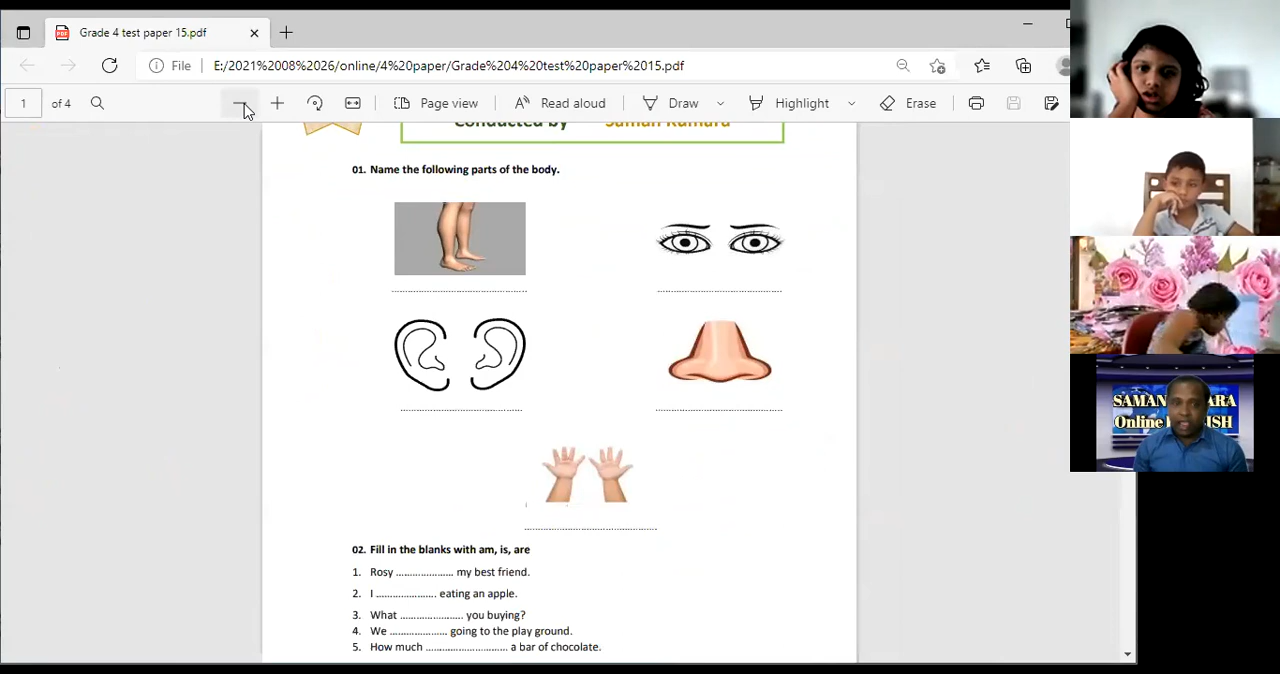 Grade 4 test paper 15.pdf
File E:/2021%2008%2026/online/4%20paper/Grade%204%20test%20paper%2015.pdf
1 of 4 Page view Read aloud Draw Highlight Erase
Conducted by Saman Kumara
01. Name the following parts of the body.
02. Fill in the blanks with am, is, are
1. Rosy ..................... my best friend.
2. I ...................... eating an apple.
3. What ....................... you buying?
4. We ..................... going to the play ground.
5. How much .............................. a bar of chocolate.
SAMAN ARA
Online ISH